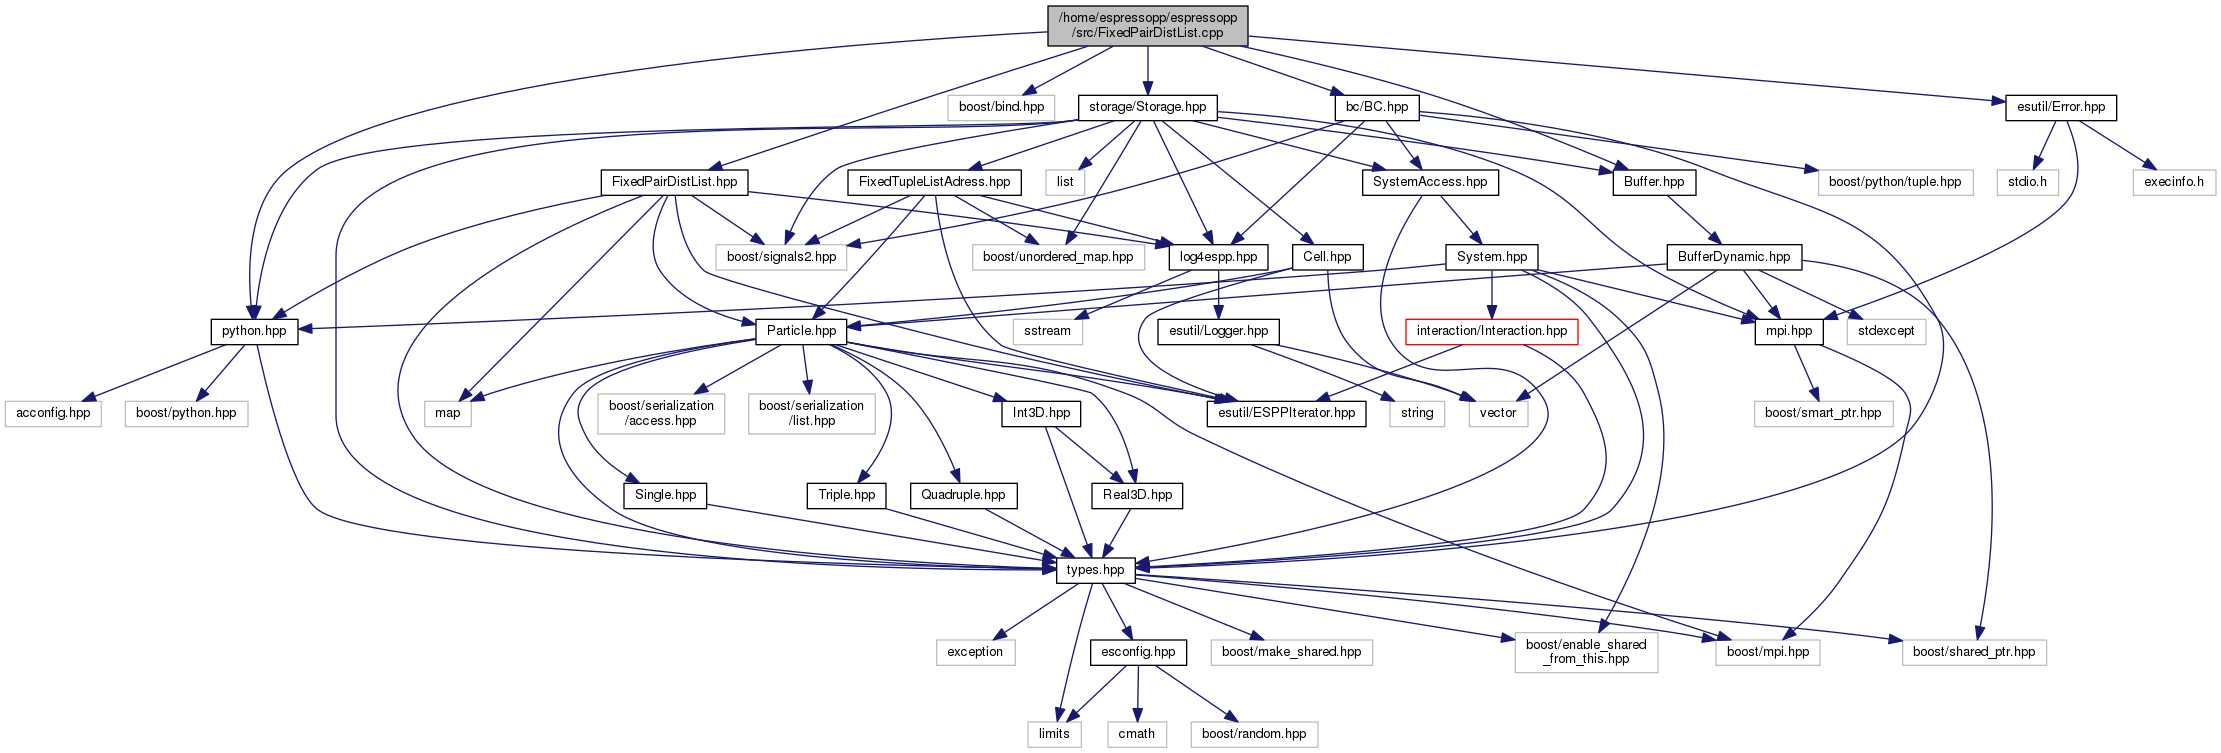 /home/espressopp/espressopp
/src/FixedPairDistList.cpp
boost/bind.hpp
storage/Storage.hpp
bc/BC.hpp
esutil/Error.hpp
FixedPairDistList.hpp
FixedTupleListAdress.hpp
list
SystemAccess.hpp
Buffer.hpp
boost/python/tuple.hpp
stdio.h
execinfo.h
boost/signals2.hpp
boost/unordered_map.hpp
log4espp.hpp
Cell.hpp
System.hpp
BufferDynamic.hpp
python.hpp
Particle.hpp
sstream
esutil/Logger.hpp
interaction/Interaction.hpp
mpi.hpp
stdexcept
acconfig.hpp
boost/python.hpp
map
boost/serialization
/access.hpp
boost/serialization
/list.hpp
Int3D.hpp
esutil/ESPPIterator.hpp
string
vector
boost/smart_ptr.hpp
Single.hpp
Triple.hpp
Quadruple.hpp
Real3D.hpp
types.hpp
exception
esconfig.hpp
boost/make_shared.hpp
boost/enable_shared
_from_this.hpp
boost/mpi.hpp
boost/shared_ptr.hpp
limits
cmath
boost/random.hpp